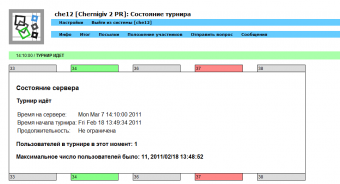 che12 [Chernigiv 2 PR]: Состояние турнира
Настройки Выйти из системы [che12]
Инфо Итог Посылки Положение участников Отправить вопрос Сообщения
14:10:00 / ТУРНИР ИДЁТ
33 34 35 36 37 38
Состояние сервера
Турнир идёт
Время на сервере: Mon Mar 7 14:10:00 2011
Время начала турнира: Fri Feb 18 13:49:34 2011
Продолжительность: Не ограничена
Пользователей в турнире в этот момент: 1
Максимальное число пользователей было: 11, 2011/02/18 13:48:52
33 34 35 36 37 38